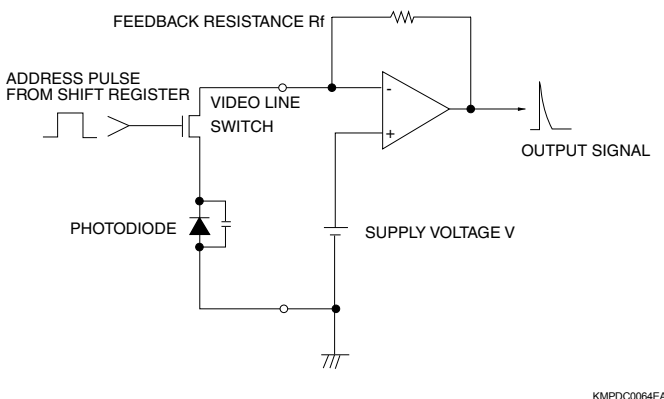 FEEDBACK RESISTANCE Rf
ADDRESS PULSE
FROM SHIFT REGISTER
VIDEO LINE
SWITCH
-
+
OUTPUT SIGNAL
PHOTODIODE
SUPPLY VOLTAGE V
KMPDC0064EA